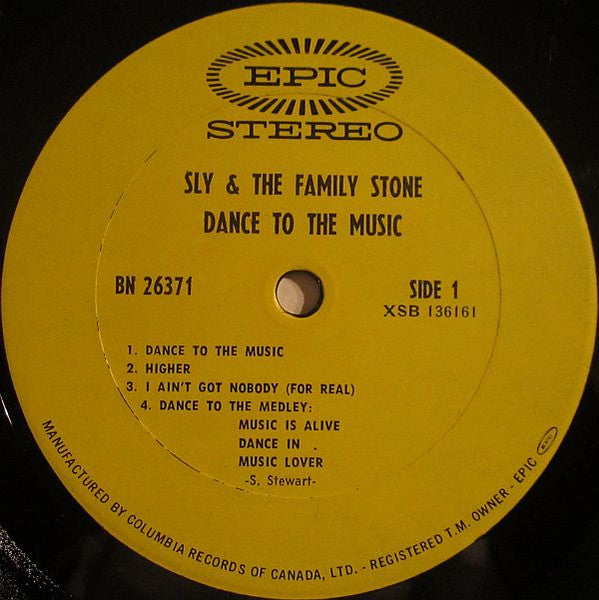 EPIC
STEREO
SLY & THE FAMILY STONE
DANCE TO THE MUSIC
BN 26371
SIDE 1
XSB 136161
1. DANCE TO THE MUSIC
2. HIGHER
3. I AIN'T GOT NOBODY (FOR REAL)
4. DANCE TO THE MEDLEY:
MUSIC IS ALIVE
DANCE IN .
MUSIC LOVER
-S. Stewart-
MANUFACTURED BY COLUMBIA RECORDS OF CANADA, LTD. - REGISTERED T.M. OWNER - EPIC